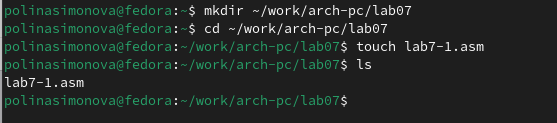 polinasimonova@fedora:~$ mkdir ~/work/arch-pc/lab07
polinasimonova@fedora:~$ cd ~/work/arch-pc/lab07
polinasimonova@fedora:~/work/arch-pc/lab07$ touch lab7-1.asm
polinasimonova@fedora:~/work/arch-pc/lab07$ ls
lab7-1.asm
polinasimonova@fedora:~/work/arch-pc/lab07$